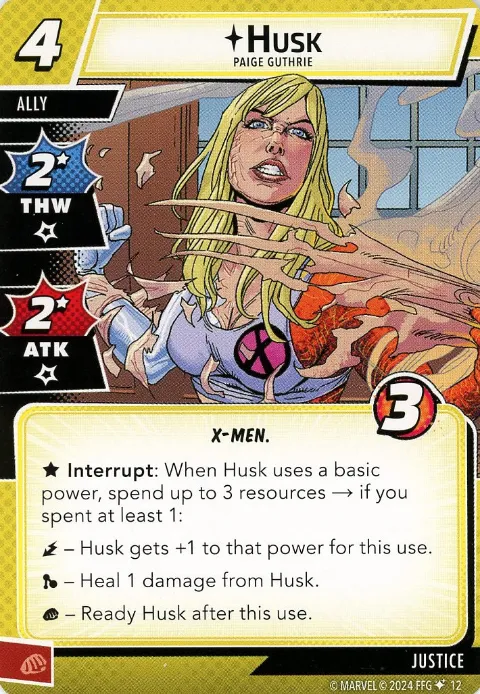 4
HUSK
PAIGE GUTHRIE
ALLY
2
THW
2
ATK
3
X-MEN.
★ Interrupt: When Husk uses a basic
power, spend up to 3 resources → if you
spent at least 1:
– Husk gets +1 to that power for this use.
– Heal 1 damage from Husk.
– Ready Husk after this use.
JUSTICE
© MARVEL © 2024 FFG 12